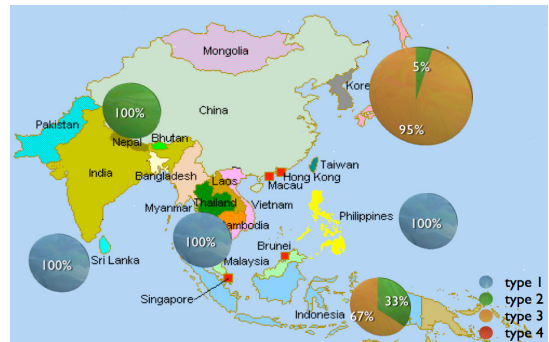 Mongolia
Kore
5%
95%
China
100%
Pakistan
Nepal
Bhutan
Taiwan
India
Bangladesh
Laos
Hong Kong
Macau
Thailand
Myanmar
Vietnam
Philippines
100%
ambodia
100%
100%
Sri Lanka
Brunei
Malaysia
Singapore
Indonesia
33%
67%
type 1
type 2
type 3
type 4